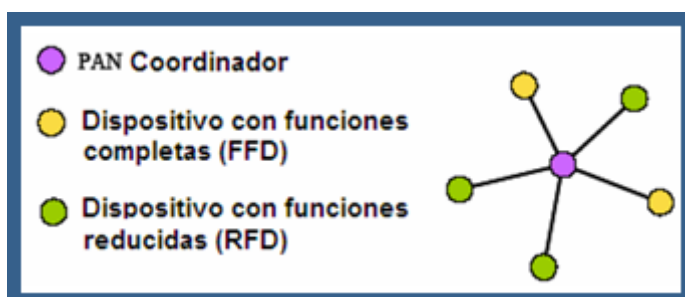 PAN Coordinador
Dispositivo con funciones
completas (FFD)
Dispositivo con funciones
reducidas (RFD)